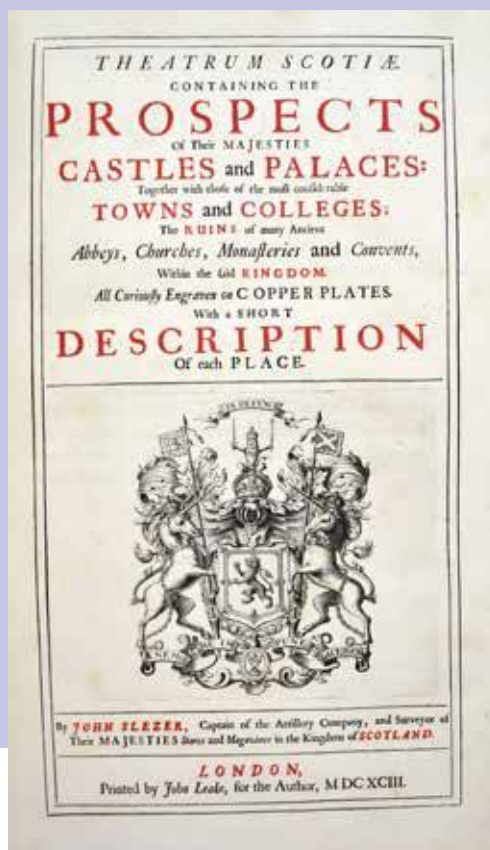 THEATRUM SCOTIÆ
CONTAINING THE
PROSPECTS
Of Their MAJESTIES
CASTLES and PALACES:
Together with those of the most considerable
TOWNS and COLLEGES;
The RUINS of many Ancient
Abbeys, Churches, Monasteries and Convents,
Within the said KINGDOM.
All Curiously Engraven on COPPER PLATES.
With a SHORT
DESCRIPTION
Of each PLACE.
IN DEFENCE
By JOHN SLEZER, Captain of the Artillery Company, and Surveyor of
Their MAJESTIES Stores and Magazines in the Kingdom of SCOTLAND.
LONDON,
Printed by John Leake, for the Author, M DC XCIII.